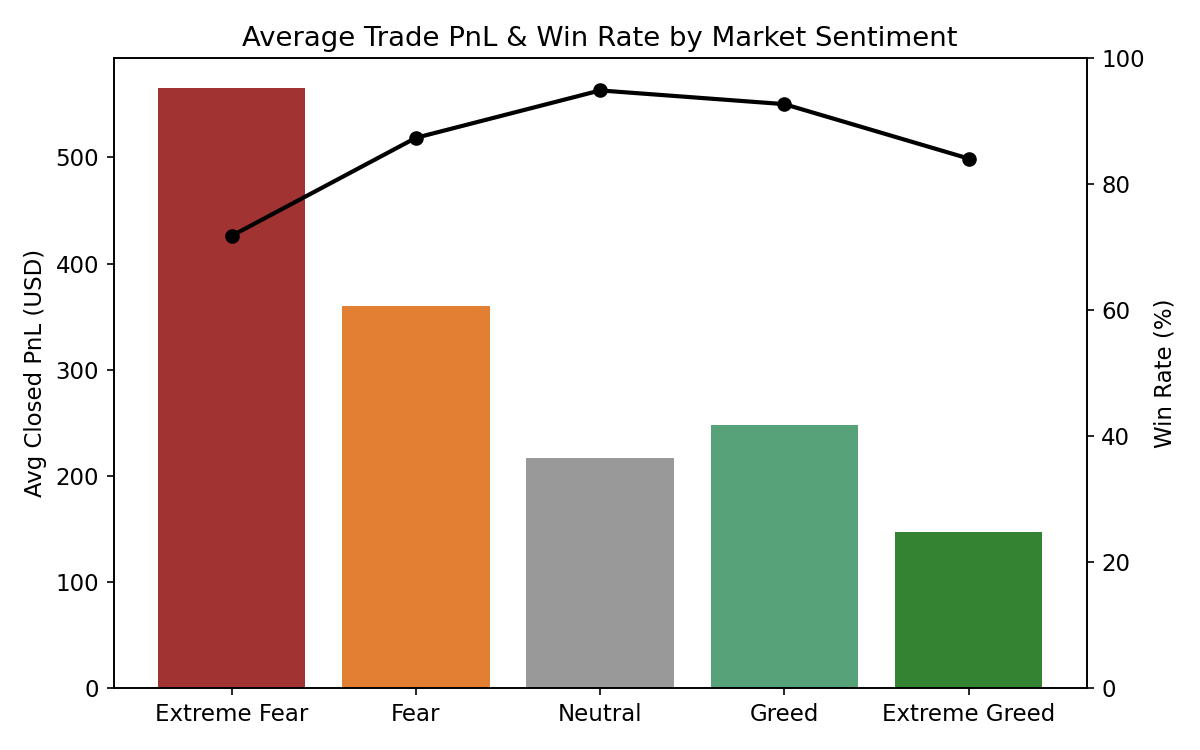 Average Trade PnL & Win Rate by Market Sentiment
Avg Closed PnL (USD)
500
400
300
200
100
0
100
80
60
40
20
0
Win Rate (%)
Extreme Fear
Fear
Neutral
Greed
Extreme Greed